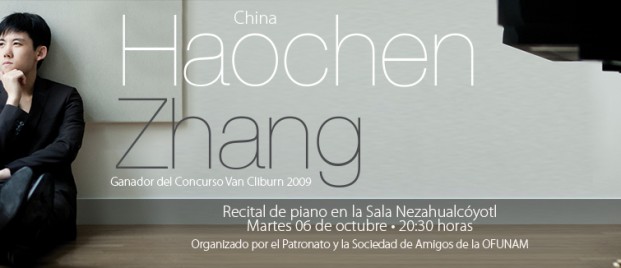 China
Haochen
Zhang
Ganador del Concurso Van Cliburn 2009
Recital de piano en la Sala Nezahualcóyotl
Martes 06 de octubre • 20:30 horas
Organizado por el Patronato y la Sociedad de Amigos de la OFUNAM